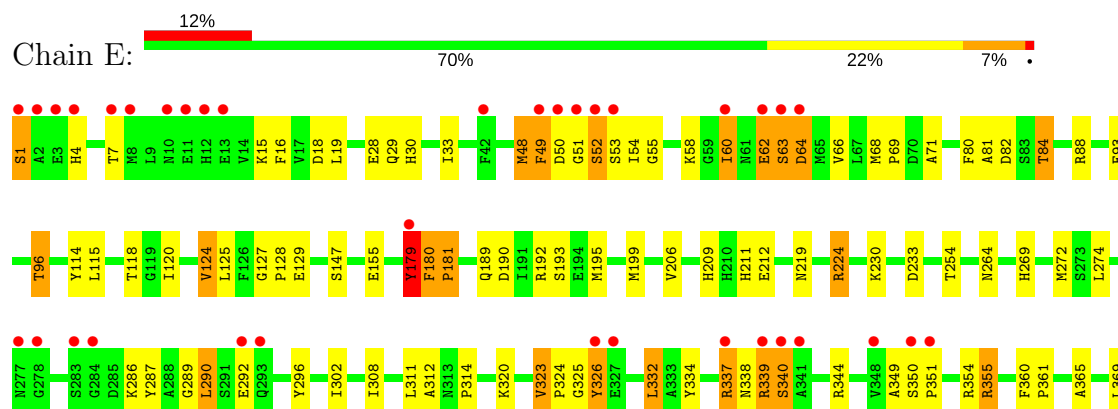 12%
Chain E:
70% 22% 7% •
S1 A2 E3 H4 T7 M8 L9 N10 E11 H12 E13 V14 K15 F16 V17 D18 L19 E28 Q29 H30 I33 F42 M48 F49 D50 G51 S52 S53 I54 G55 K58 G59 I60 N61 E62 S63 D64 M65 V66 L67 M68 P69 D70 A71 F80 A81 D82 S83 T84 R88
T96 Y114 L115 T118 G119 I120 V124 L125 F126 G127 P128 E129 S147 E155 Y179 F180 P181 Q189 D190 I191 R192 S193 E194 M195 M199 V206 H209 H210 H211 E212 N219 R224 K230 D233 T254 N264 H269 M272 S273 L274
N277 G278 S283 G284 D285 K286 Y287 A288 G289 L290 S291 E292 Q293 Y296 I302 I308 L311 A312 N313 P314 K320 V323 P324 G325 Y326 E327 L332 A333 Y334 R337 N338 R339 S340 A341 R344 V348 A349 S350 P351 R354 R355 F360 P361 A365